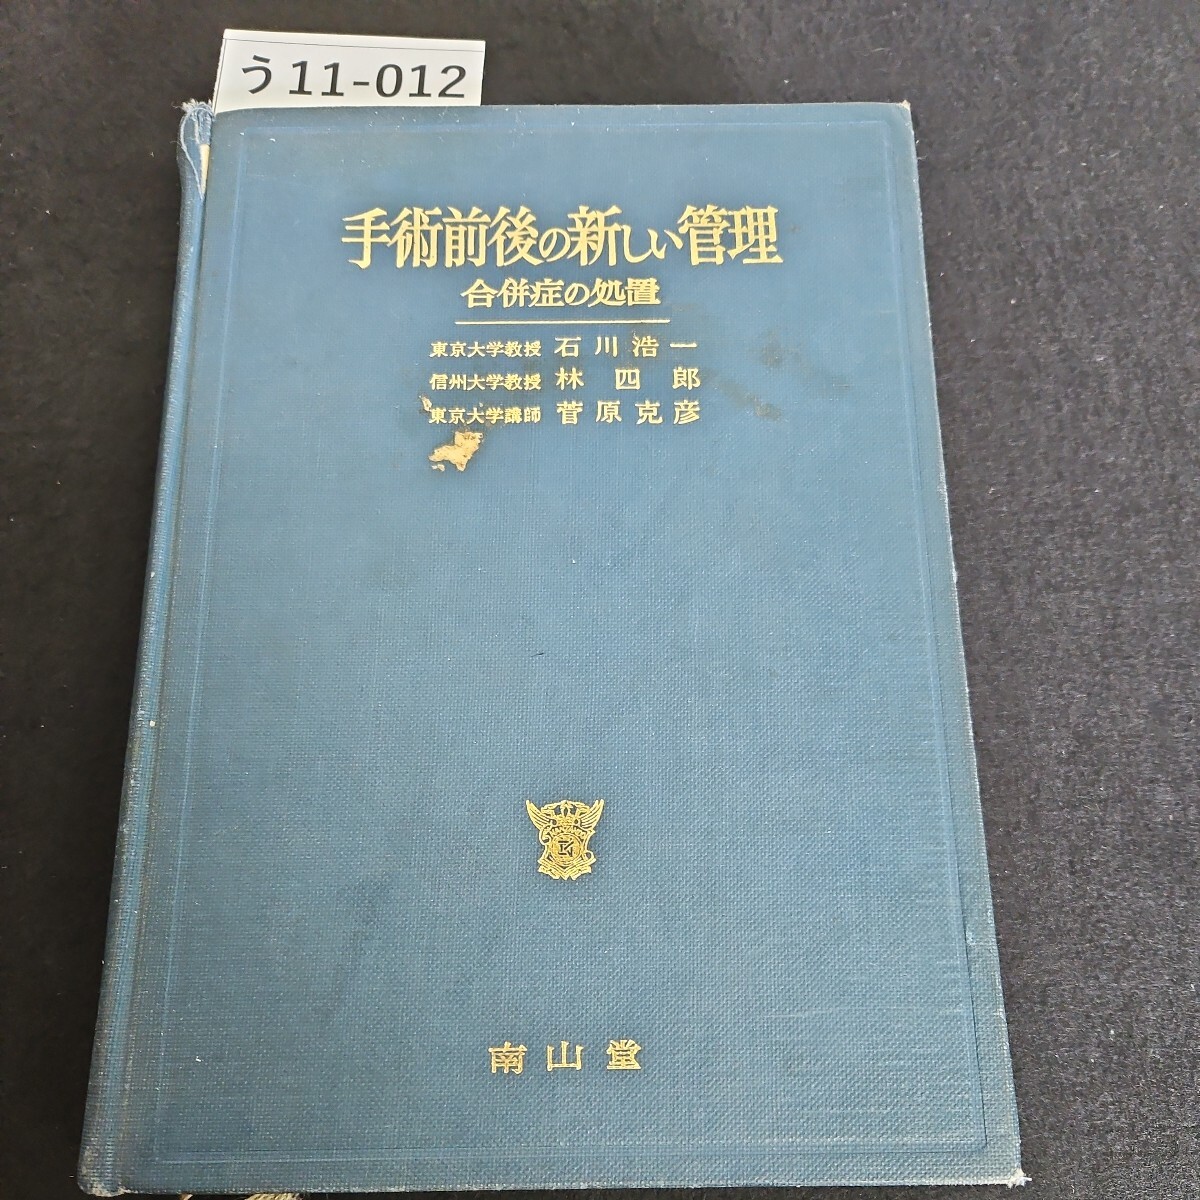 う11-012
手術前後の新しい管理
合併症の処置
東京大学教授 石川浩一
信州大学教授 林四郎
東京大学講師 菅原克彦
南山堂